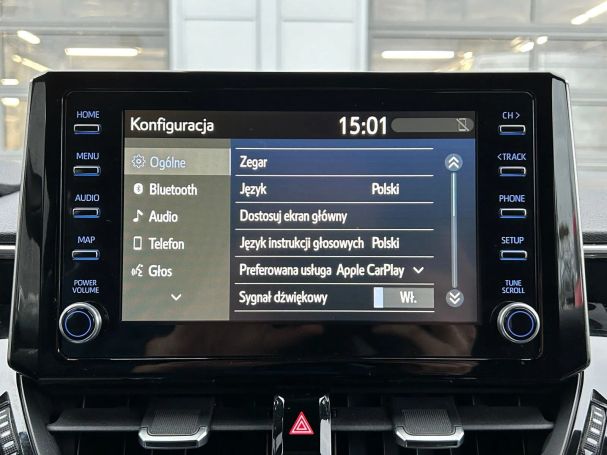 HOME
MENU
AUDIO
MAP
POWER
VOLUME
Konfiguracja 15:01
Ogólne
Bluetooth
Audio
Telefon
Głos
Zegar
Język Polski
Dostosuj ekran główny
Język instrukcji głosowych Polski
Preferowana usługa Apple CarPlay
Sygnał dźwiękowy Wł.
CH >
< TRACK
PHONE
SETUP
TUNE
SCROLL